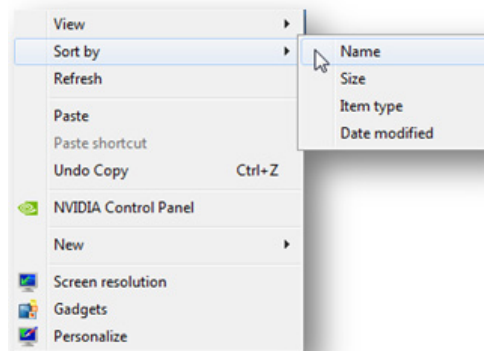 View
Sort by
Refresh
Paste
Paste shortcut
Undo Copy Ctrl+Z
NVIDIA Control Panel
New
Screen resolution
Gadgets
Personalize
Name
Size
Item type
Date modified